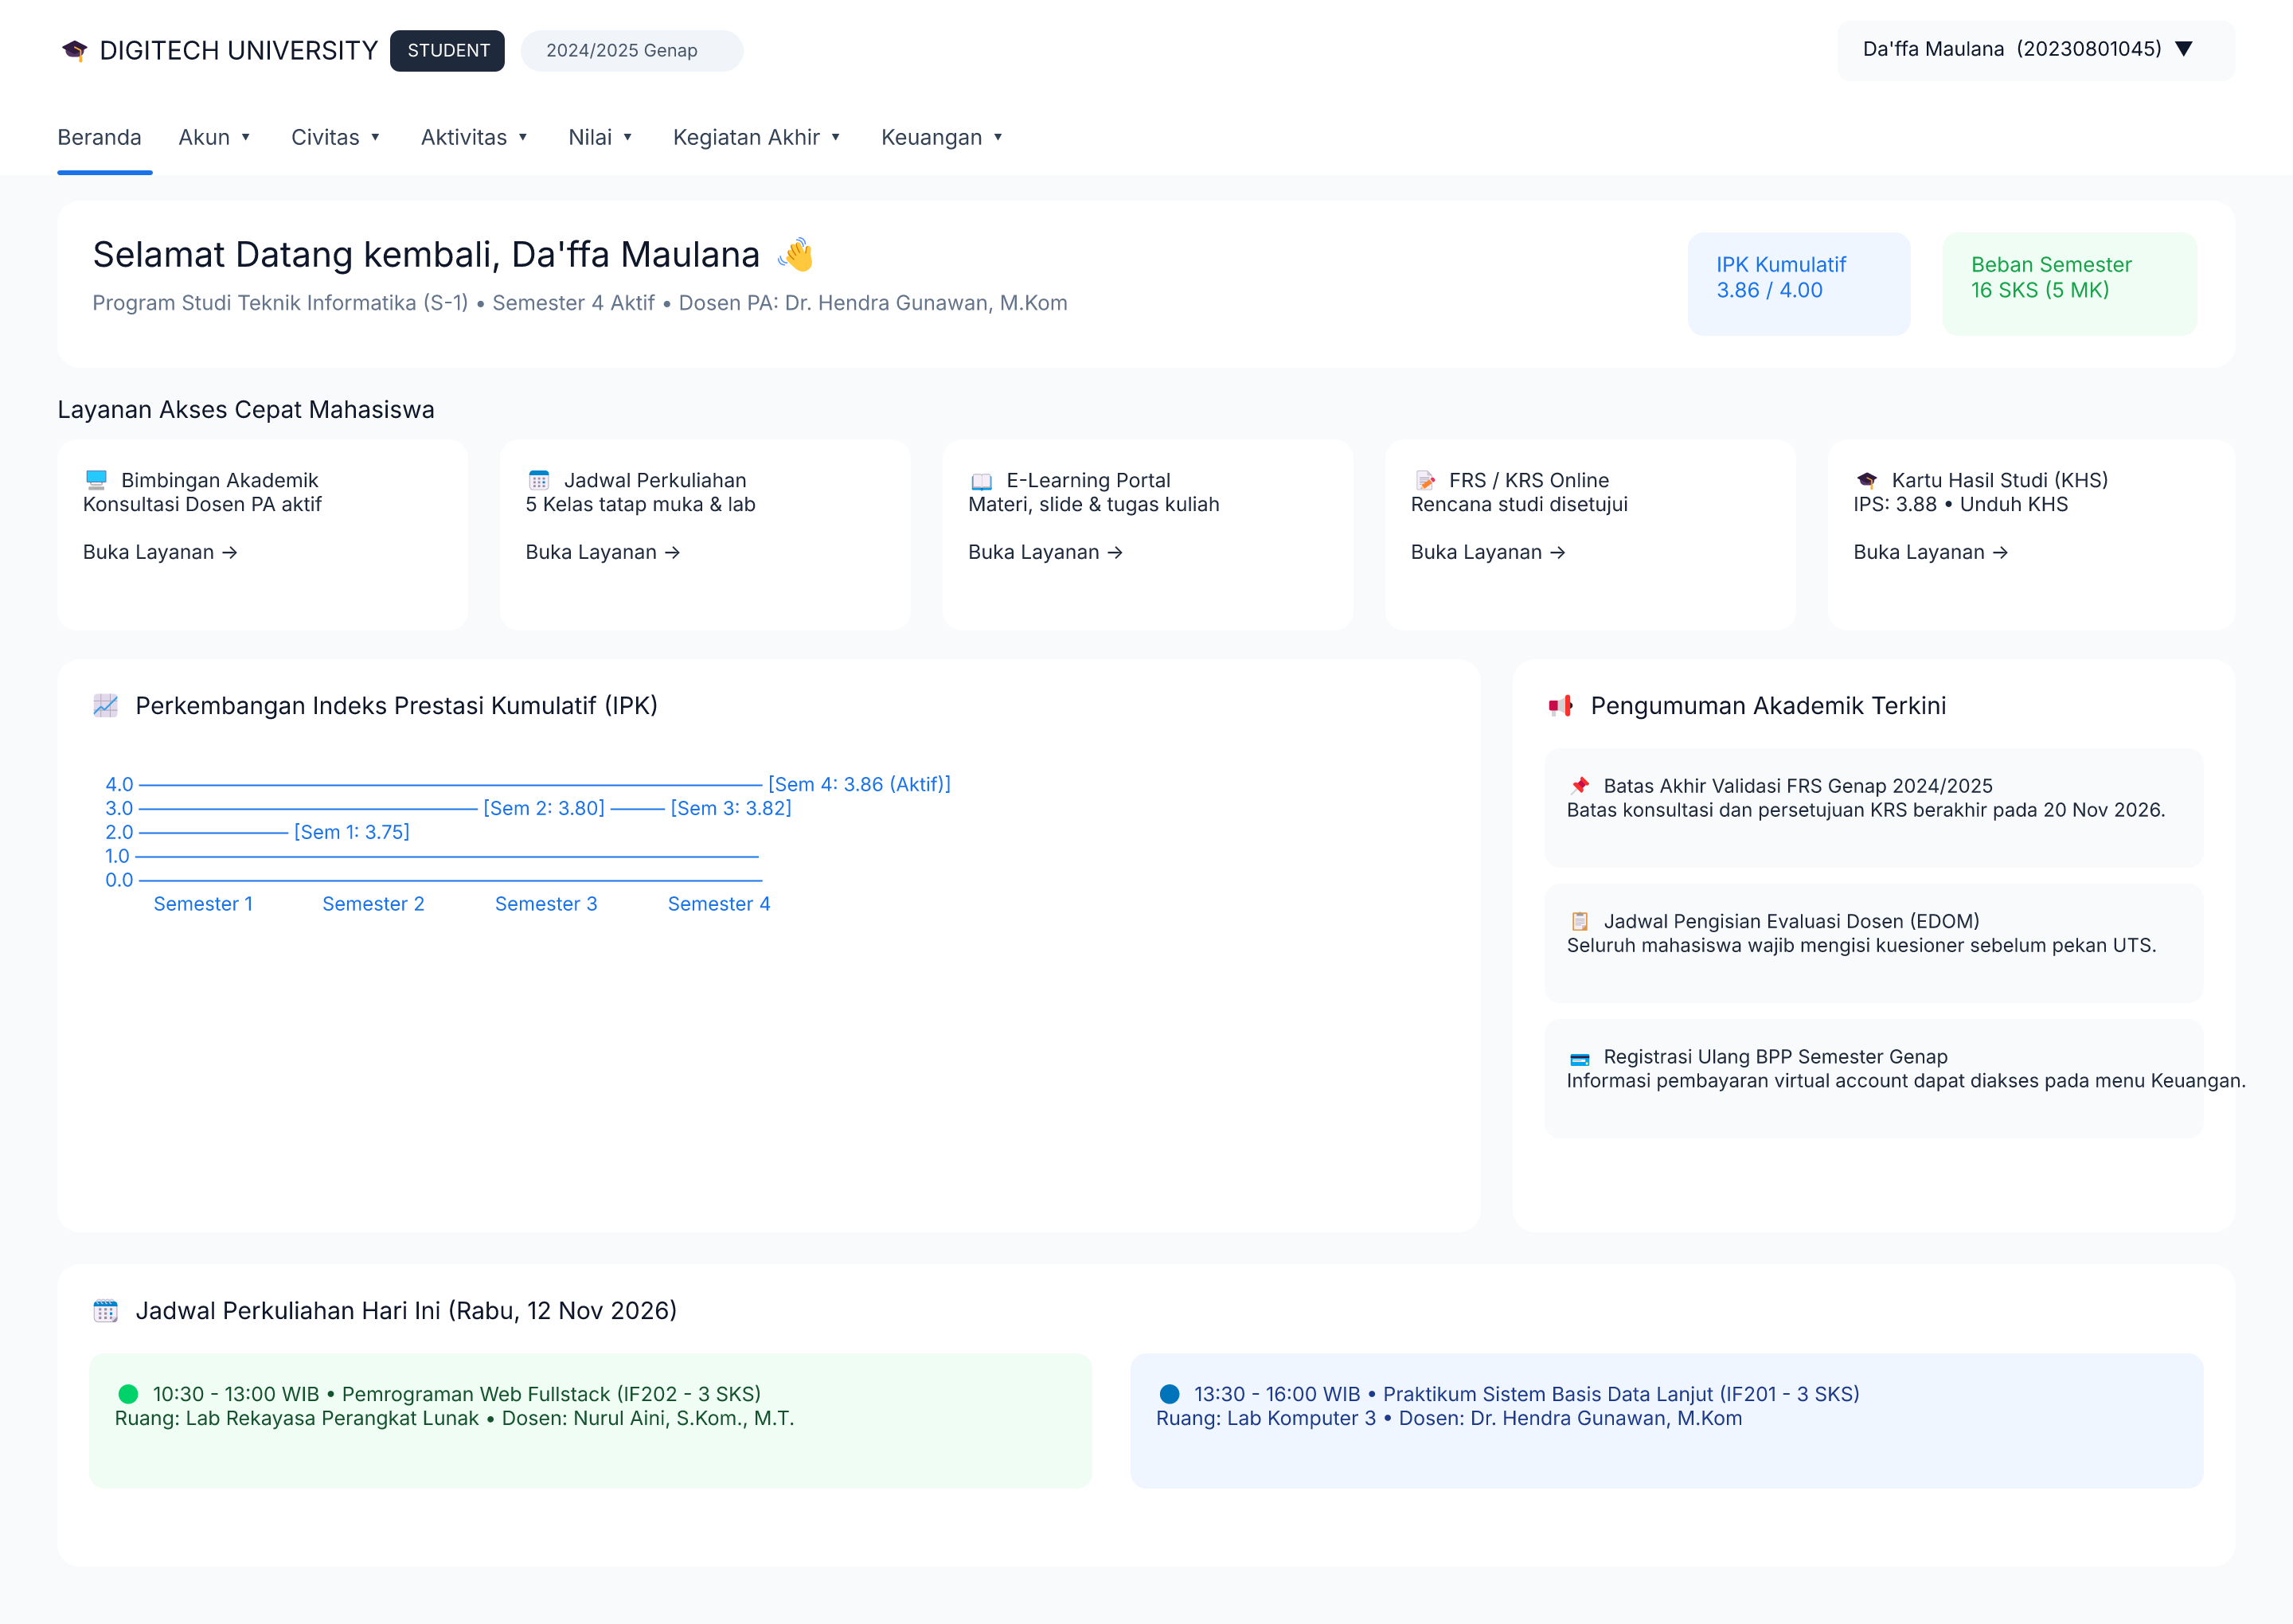 DIGITECH UNIVERSITY STUDENT 2024/2025 Genap
Da'ffa Maulana (20230801045) ▼
Beranda Akun ▼ Civitas ▼ Aktivitas ▼ Nilai ▼ Kegiatan Akhir ▼ Keuangan ▼
Selamat Datang kembali, Da'ffa Maulana 👋
Program Studi Teknik Informatika (S-1) • Semester 4 Aktif • Dosen PA: Dr. Hendra Gunawan, M.Kom
IPK Kumulatif
3.86 / 4.00
Beban Semester
16 SKS (5 MK)
Layanan Akses Cepat Mahasiswa
Bimbingan Akademik
Konsultasi Dosen PA aktif
Buka Layanan →
Jadwal Perkuliahan
5 Kelas tatap muka & lab
Buka Layanan →
E-Learning Portal
Materi, slide & tugas kuliah
Buka Layanan →
FRS / KRS Online
Rencana studi disetujui
Buka Layanan →
Kartu Hasil Studi (KHS)
IPS: 3.88 • Unduh KHS
Buka Layanan →
Perkembangan Indeks Prestasi Kumulatif (IPK)
4.0 ─── [Sem 4: 3.86 (Aktif)]
3.0 ─── [Sem 2: 3.80] ─── [Sem 3: 3.82]
2.0 ─── [Sem 1: 3.75]
1.0
0.0
Semester 1 Semester 2 Semester 3 Semester 4
Pengumuman Akademik Terkini
Batas Akhir Validasi FRS Genap 2024/2025
Batas konsultasi dan persetujuan KRS berakhir pada 20 Nov 2026.
Jadwal Pengisian Evaluasi Dosen (EDOM)
Seluruh mahasiswa wajib mengisi kuesioner sebelum pekan UTS.
Registrasi Ulang BPP Semester Genap
Informasi pembayaran virtual account dapat diakses pada menu Keuangan.
Jadwal Perkuliahan Hari Ini (Rabu, 12 Nov 2026)
10:30 - 13:00 WIB • Pemrograman Web Fullstack (IF202 - 3 SKS)
Ruang: Lab Rekayasa Perangkat Lunak • Dosen: Nurul Aini, S.Kom., M.T.
13:30 - 16:00 WIB • Praktikum Sistem Basis Data Lanjut (IF201 - 3 SKS)
Ruang: Lab Komputer 3 • Dosen: Dr. Hendra Gunawan, M.Kom